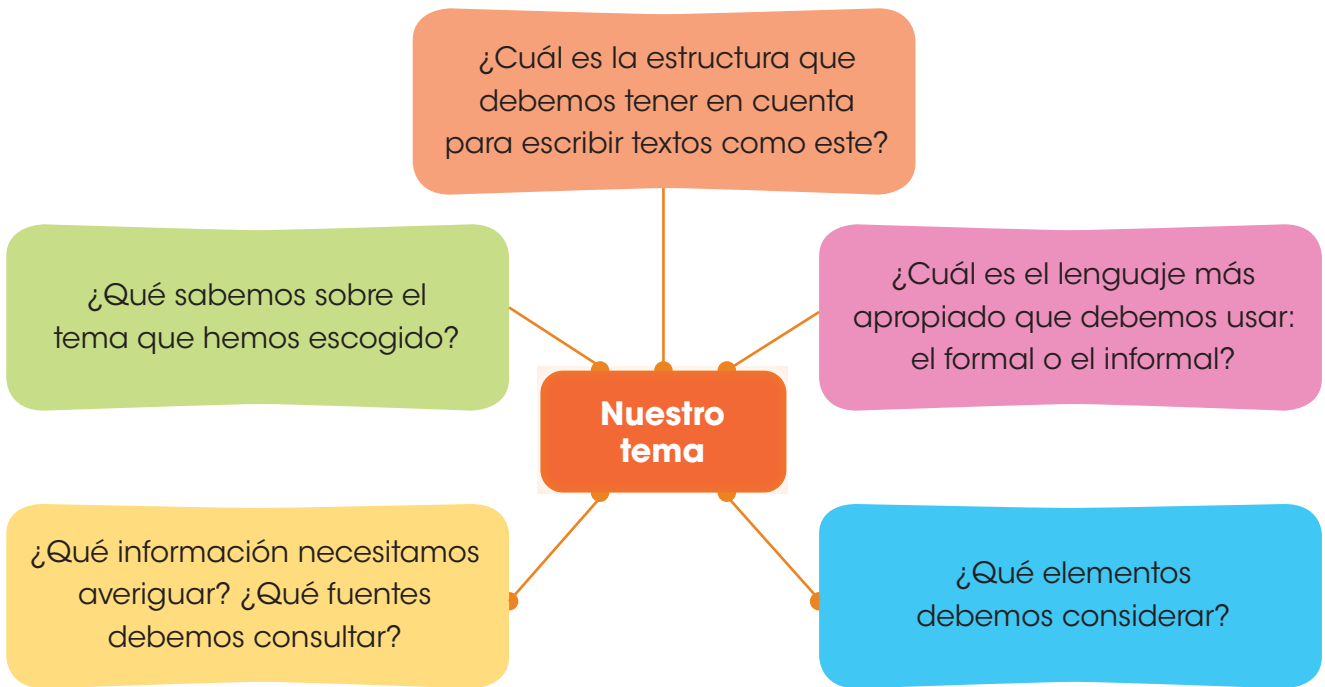 ¿Cuál es la estructura que
debemos tener en cuenta
para escribir textos como este?
¿Qué sabemos sobre el
tema que hemos escogido?
¿Cuál es el lenguaje más
apropiado que debemos usar:
el formal o el informal?
Nuestro
tema
¿Qué información necesitamos
averiguar? ¿Qué fuentes
debemos consultar?
¿Qué elementos
debemos considerar?